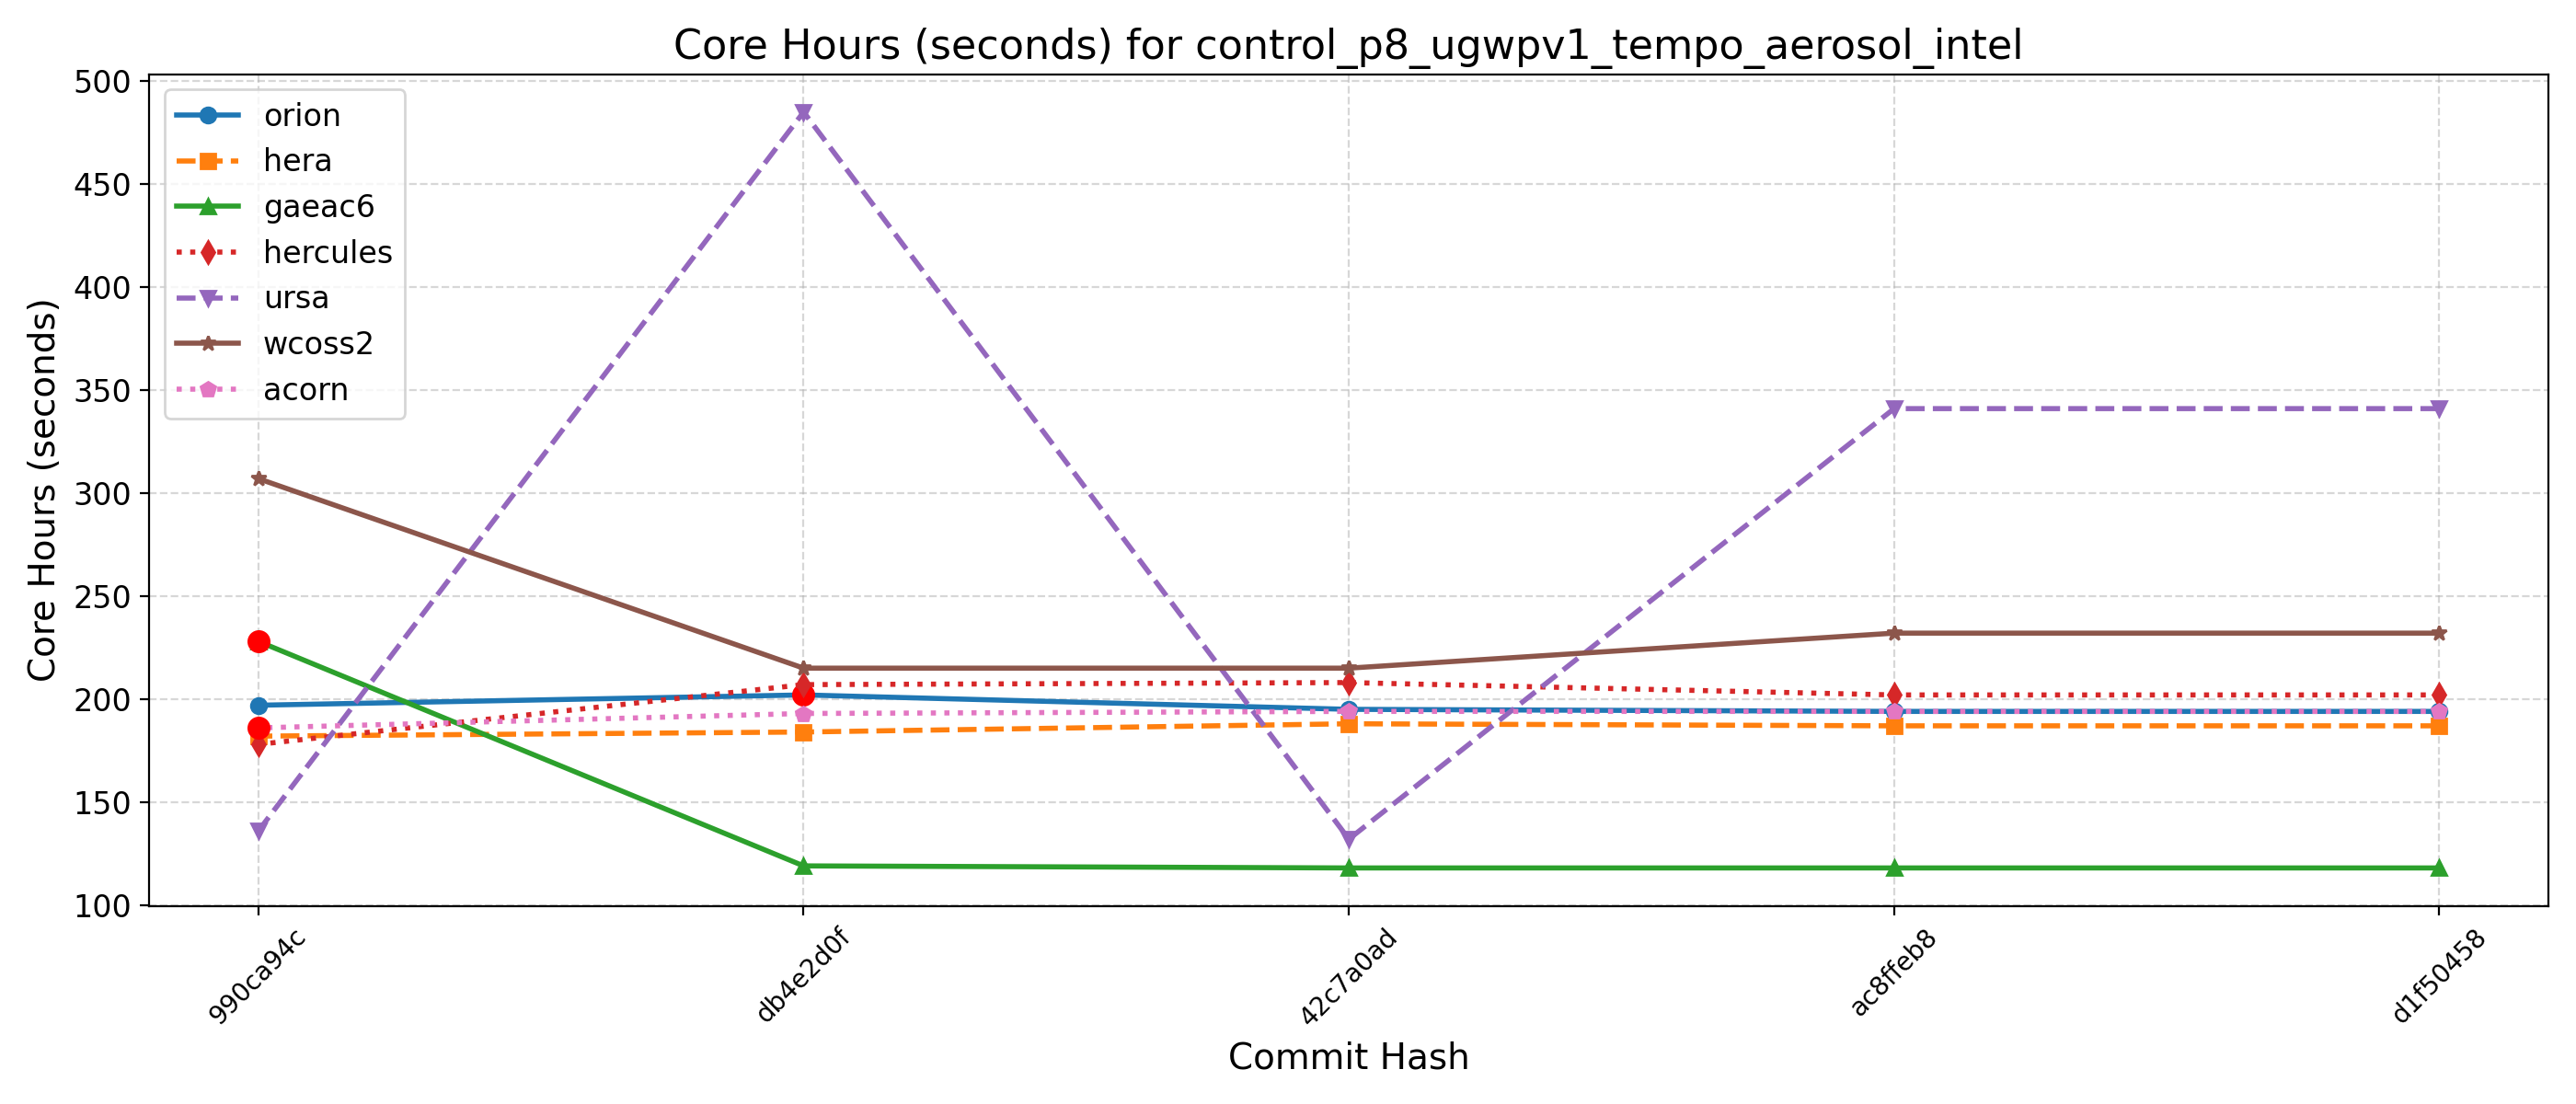 Core Hours (seconds) for control_p8_ugwpv1_tempo_aerosol_intel
500
450
400
350
300
250
200
150
100
Core Hours (seconds)
orion
hera
gaeac6
hercules
ursa
wcoss2
acorn
990ca94c
db4e2d0f
42c7a0ad
ac8ffeb8
d1f50458
Commit Hash